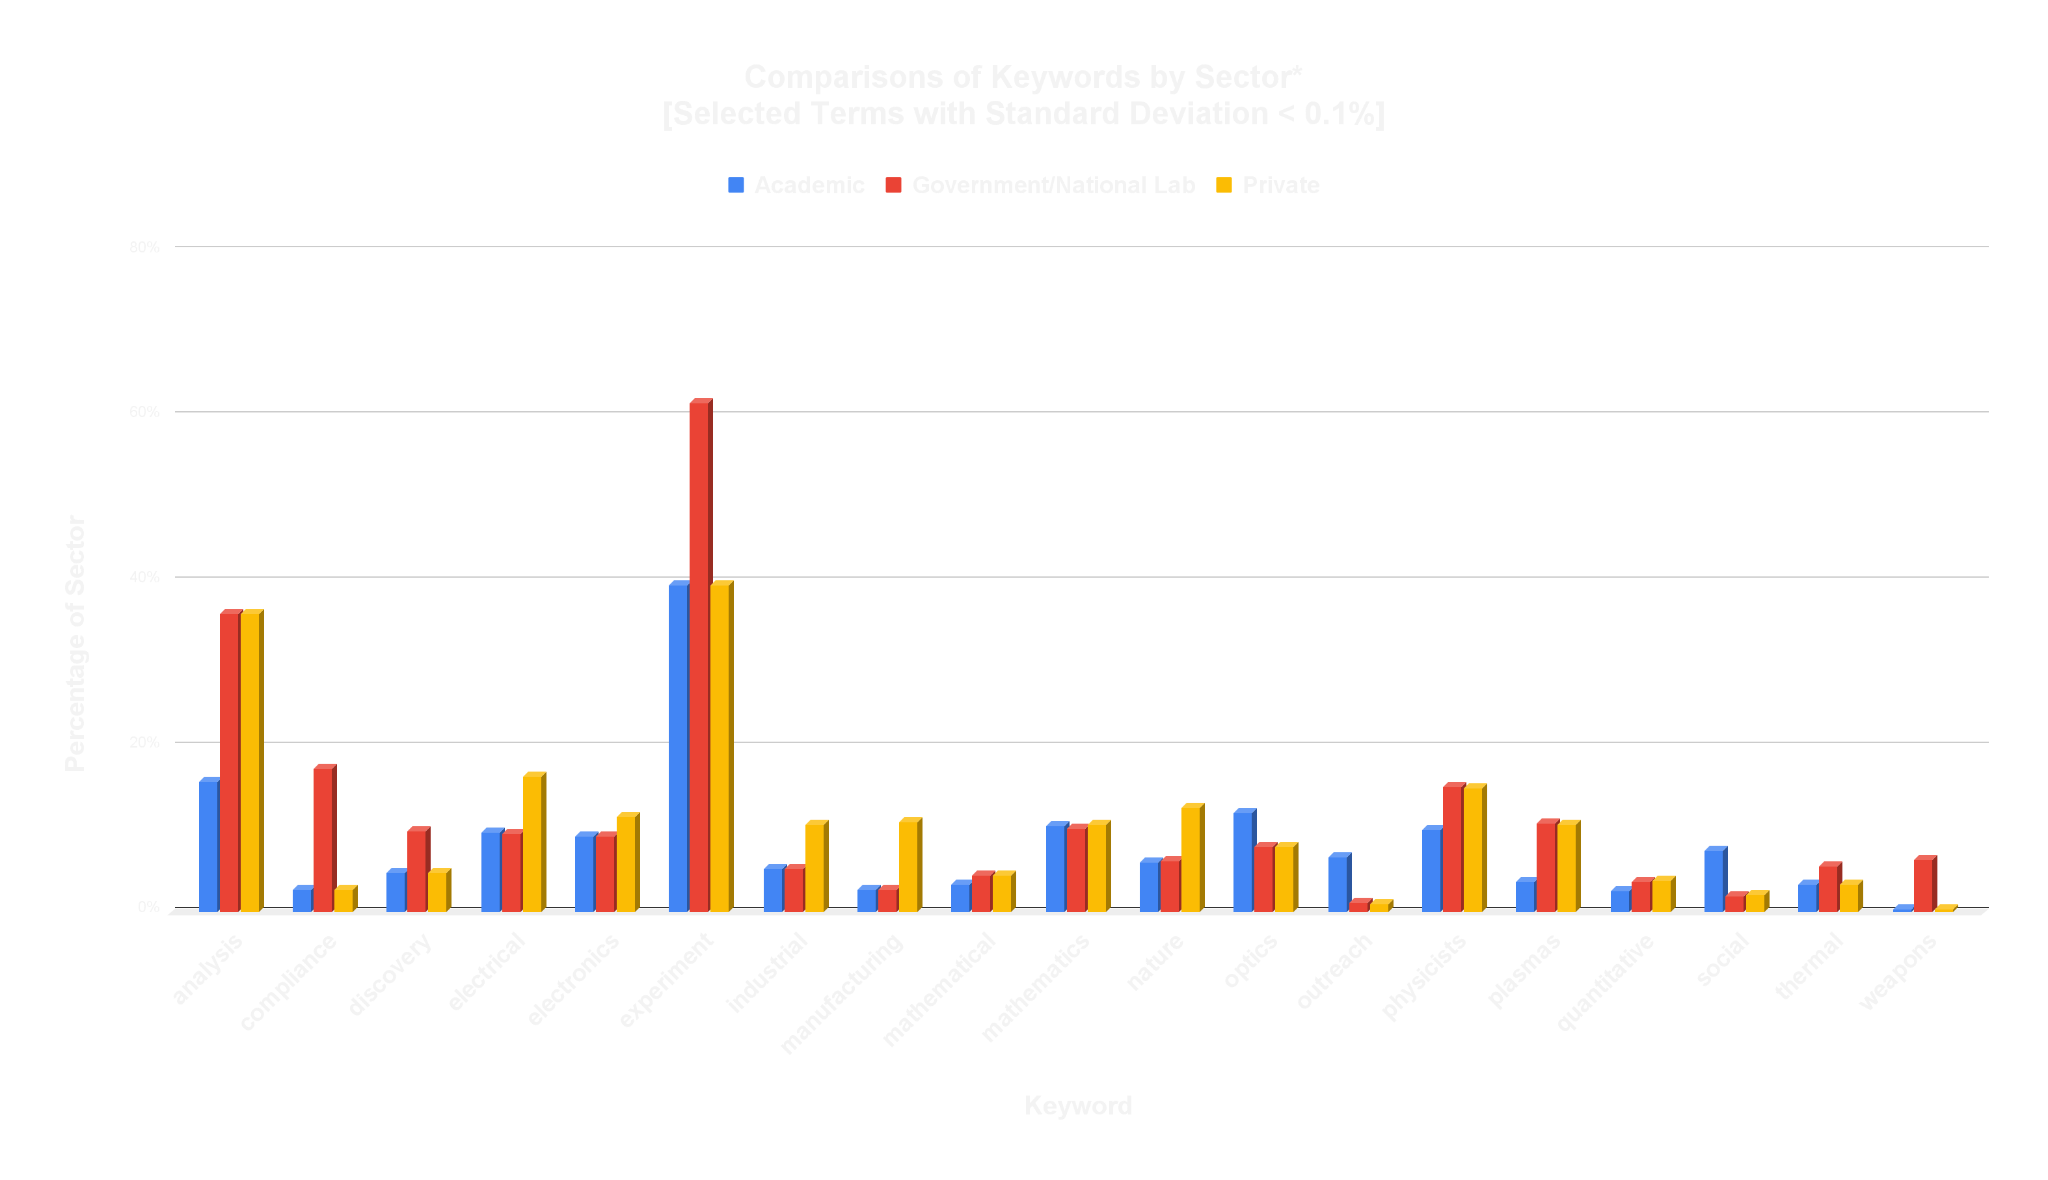 Comparisons of Keywords by Sector*
[Selected Terms with Standard Deviation < 0.1%]
Academic
Government/National Lab
Private
80%
60%
40%
20%
0%
Percentage of Sector
analysis
compliance
discovery
electrical
electronics
experiment
industrial
manufacturing
mathematical
mathematics
nature
optics
outreach
physicists
plasmas
quantitative
social
thermal
weapons
Keyword